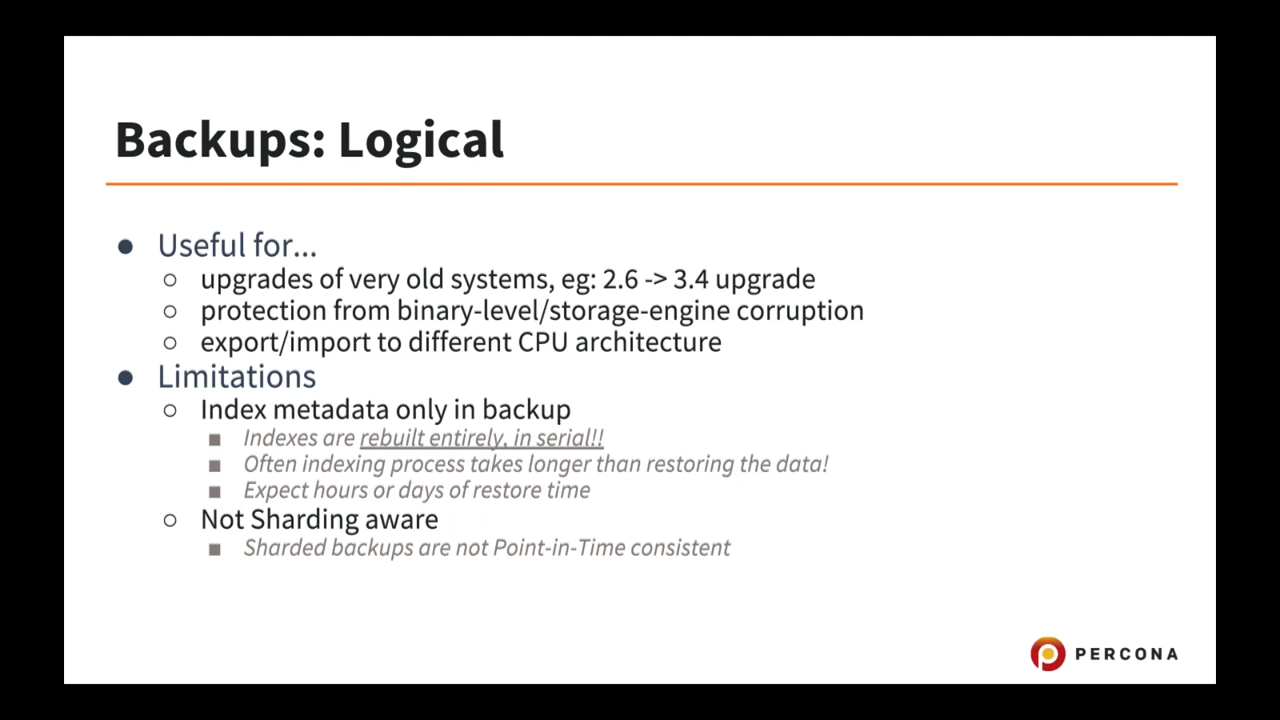 Backups: Logical
● Useful for...
○ upgrades of very old systems, eg: 2.6 -> 3.4 upgrade
○ protection from binary-level/storage-engine corruption
○ export/import to different CPU architecture
● Limitations
○ Index metadata only in backup
■ Indexes are rebuilt entirely, in serial!!
■ Often indexing process takes longer than restoring the data!
■ Expect hours or days of restore time
○ Not Sharding aware
■ Sharded backups are not Point-in-Time consistent
PERCONA